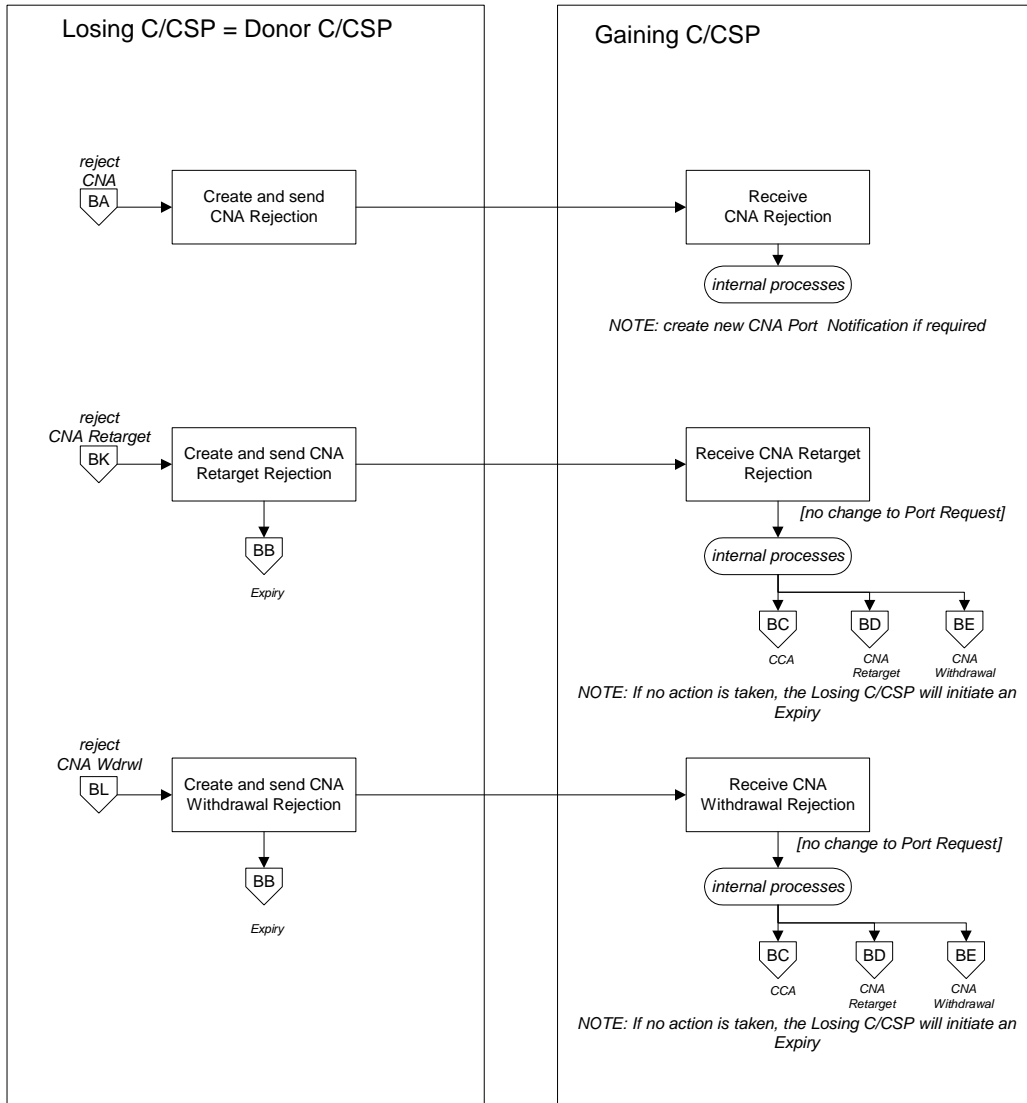 Losing C/CSP = Donor C/CSP
Gaining C/CSP
reject
CNA
BA
Create and send
CNA Rejection
Receive
CNA Rejection
internal processes
NOTE: create new CNA Port Notification if required
reject
CNA Retarget
BK
Create and send CNA
Retarget Rejection
BB
Expiry
Receive CNA Retarget
Rejection
[no change to Port Request]
internal processes
BC
CCA
BD
CNA
Retarget
BE
CNA
Withdrawal
NOTE: If no action is taken, the Losing C/CSP will initiate an
Expiry
reject
CNA Wdrwl
BL
Create and send CNA
Withdrawal Rejection
BB
Expiry
Receive CNA
Withdrawal Rejection
[no change to Port Request]
internal processes
BC
CCA
BD
CNA
Retarget
BE
CNA
Withdrawal
NOTE: If no action is taken, the Losing C/CSP will initiate an
Expiry